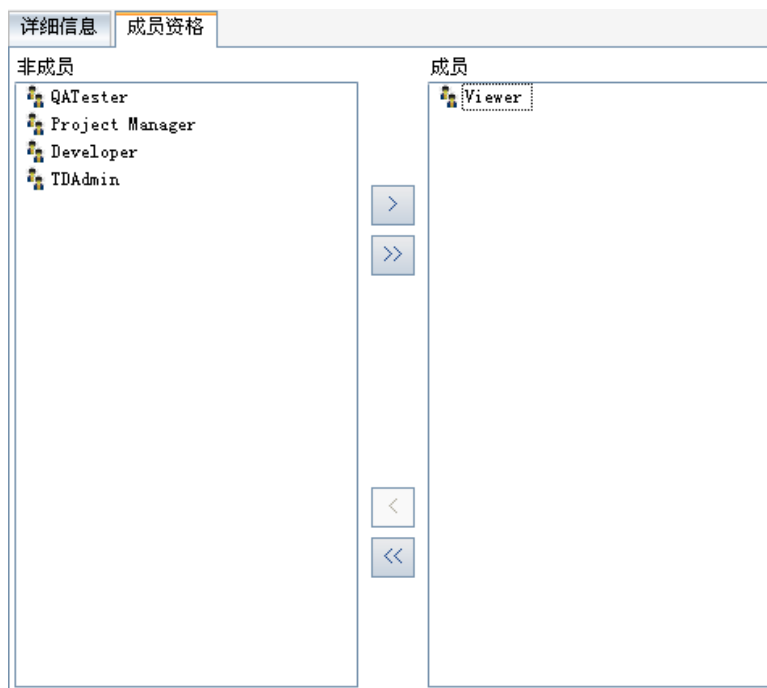 详细信息 成员资格
非成员
QATester
Project Manager
Developer
TDAdmin
>
>>
<
<<
成员
Viewer